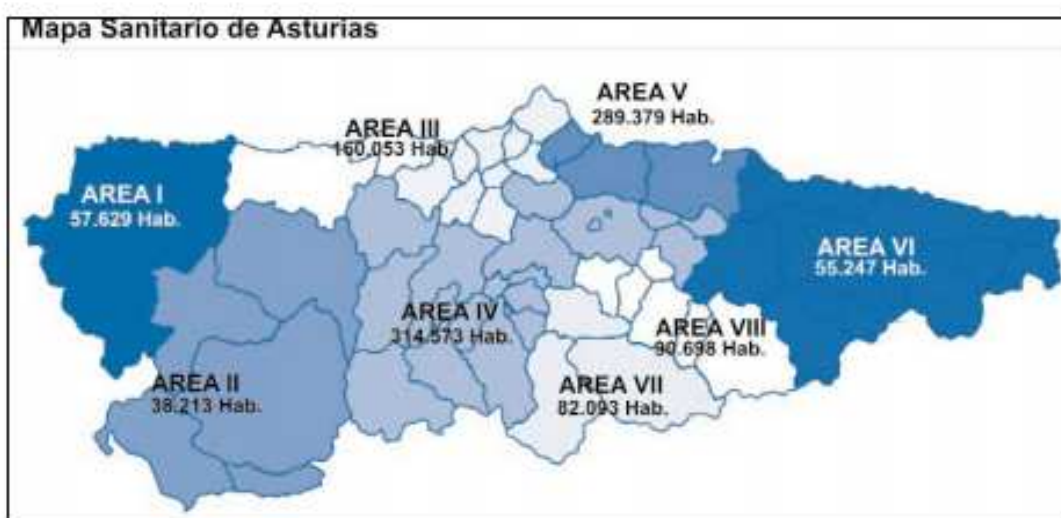 Mapa Sanitario de Asturias
AREA V
289.379 Hab.
AREA III
160.053 Hab.
AREA I
57.629 Hab.
AREA VI
55.247 Hab.
AREA IV
314.573 Hab.
AREA VIII
90.698 Hab.
AREA II
38.213 Hab.
AREA VII
82.093 Hab.